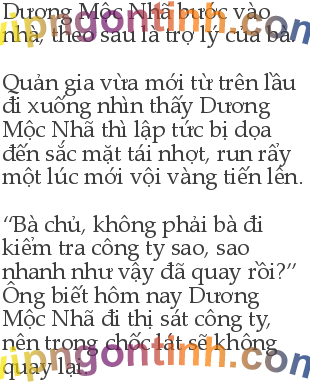 Dương Mộc Nhã bước vào
nhà, theo sau là trợ lý của bà.
Quản gia vừa mới từ trên lầu
đi xuống nhìn thấy Dương
Mộc Nhã thì lập tức bị dọa
đến sắc mặt tái nhợt, run rẩy
một lúc mới vội vàng tiến lên.
“Bà chủ, không phải bà đi
kiểm tra công ty sao, sao
nhanh như vậy đã quay rồi?”
Ông biết hôm nay Dương
Mộc Nhã đi thị sát công ty,
nên trong chốc lát sẽ không
quay lại
vipngontinh.com
vipngontinh.com